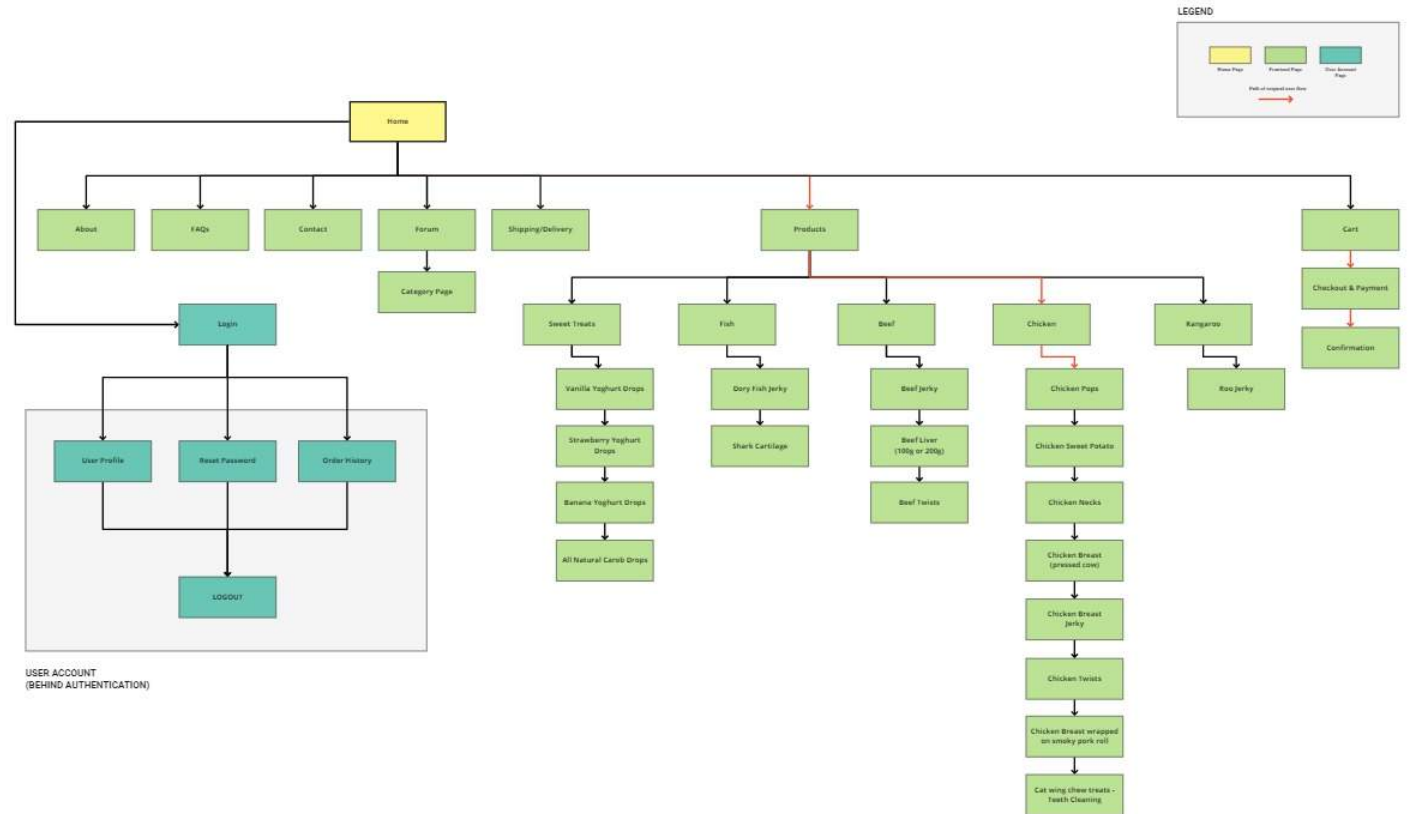 LEGEND
Home Page
Frontend Page
User Account
Page
Path of original user flow
Home
About
FAQs
Contact
Forum
Shipping/Delivery
Products
Cart
Category Page
Checkout & Payment
Confirmation
Login
Sweet Treats
Fish
Beef
Chicken
Kangaroo
Vanilla Yoghurt Drops
Dory Fish Jerky
Beef Jerky
Chicken Pops
Roo Jerky
Strawberry Yoghurt
Drops
Shark Cartilage
Beef Liver
(100g or 200g)
Chicken Sweet Potato
Banana Yoghurt Drops
Beef Twists
Chicken Necks
All Natural Carob Drops
Chicken Breast
(pressed cow)
Chicken Breast
Jerky
Chicken Twists
Chicken Breast wrapped
on smoky pork roll
Cat wing chew treats -
Teeth Cleaning
User Profile
Reset Password
Order History
LOGOUT
USER ACCOUNT
(BEHIND AUTHENTICATION)